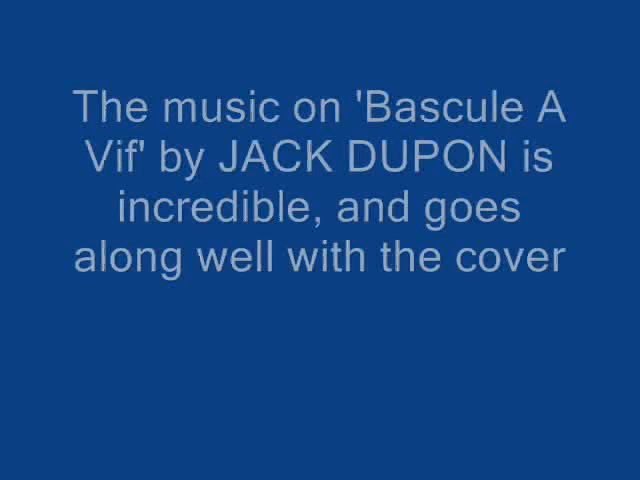 The music on 'Bascule A
Vif' by JACK DUPON is
incredible, and goes
along well with the cover